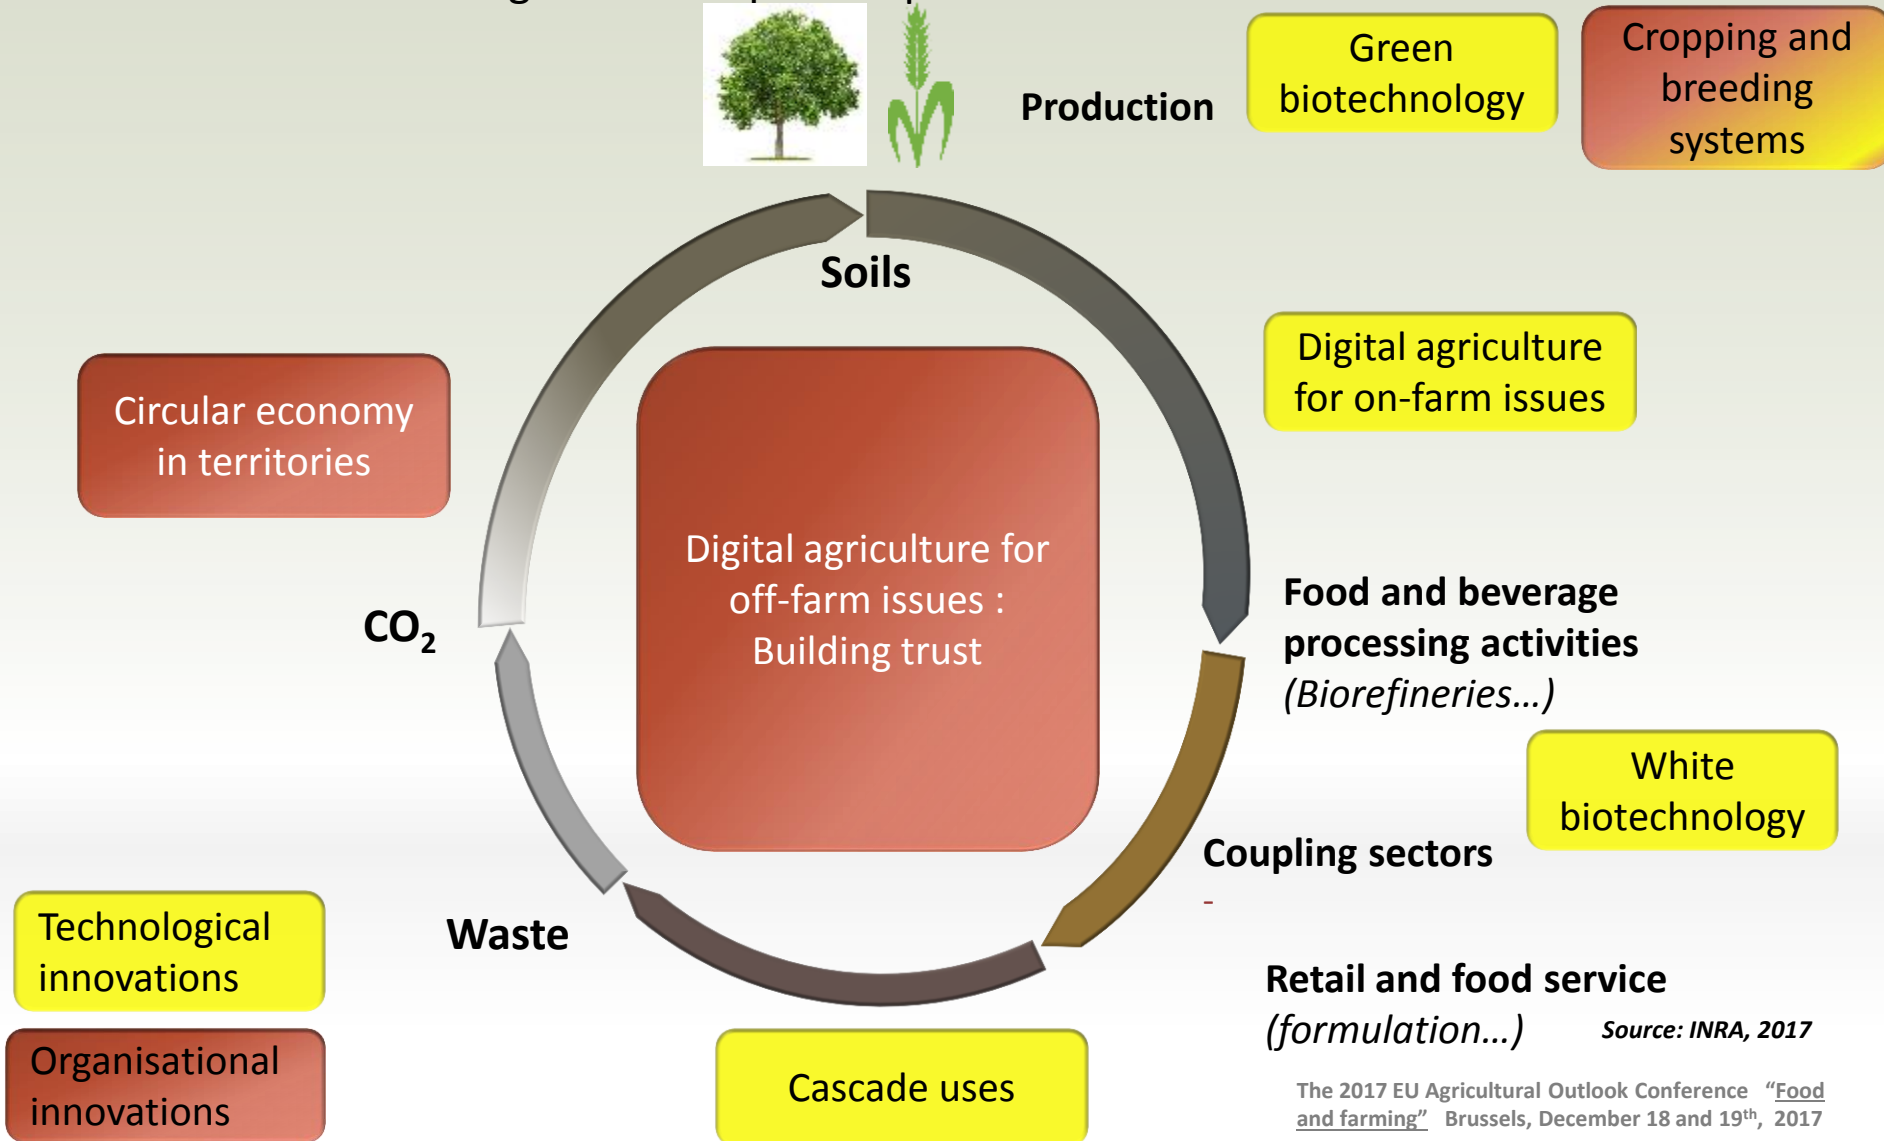 Production
Green
biotechnology
Cropping and
breeding
systems
Soils
Digital agriculture
for on-farm issues
Circular economy
in territories
Digital agriculture for
off-farm issues :
Building trust
CO₂
Food and beverage
processing activities
(Biorefineries...)
White
biotechnology
Coupling sectors
-
Waste
Technological
innovations
Organisational
innovations
Cascade uses
Retail and food service
(formulation...)
Source: INRA, 2017
The 2017 EU Agricultural Outlook Conference “Food
and farming” Brussels, December 18 and 19th, 2017